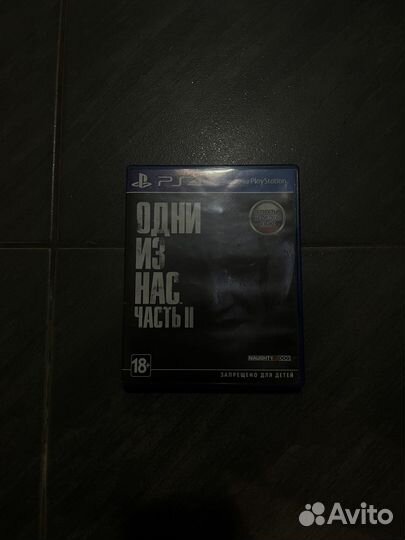 PS4
PlayStation
ОДНИ
ИЗ
НАС
ЧАСТЬ II
NAUGHTY DOG
18+
ЗАПРЕЩЕНО ДЛЯ ДЕТЕЙ
Avito